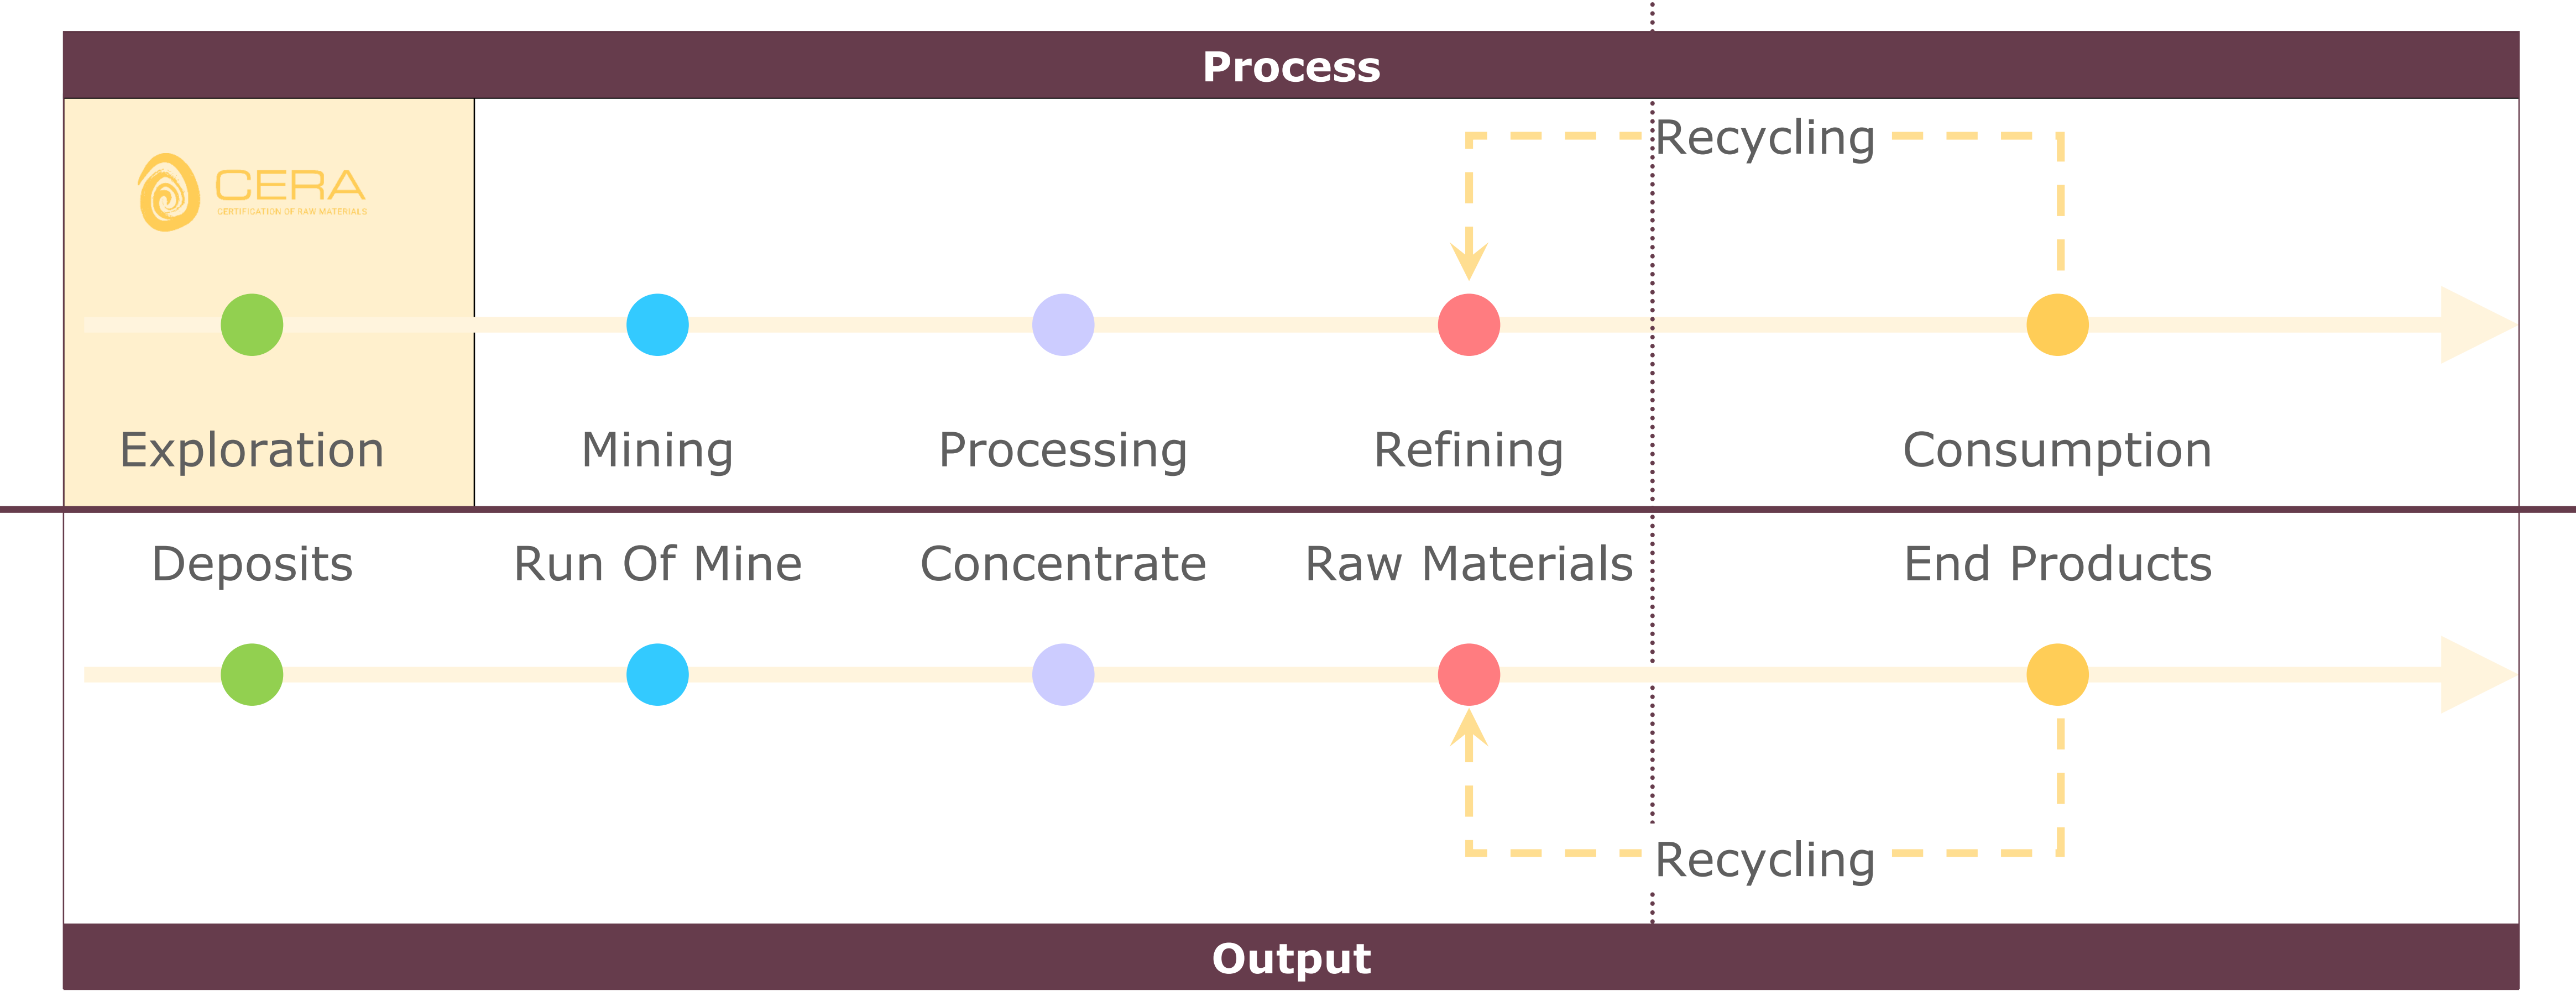 Process
Recycling
CERA
CERTIFICATION OF RAW MATERIALS
Exploration
Mining
Processing
Refining
Consumption
Deposits
Run Of Mine
Concentrate
Raw Materials
End Products
Recycling
Output